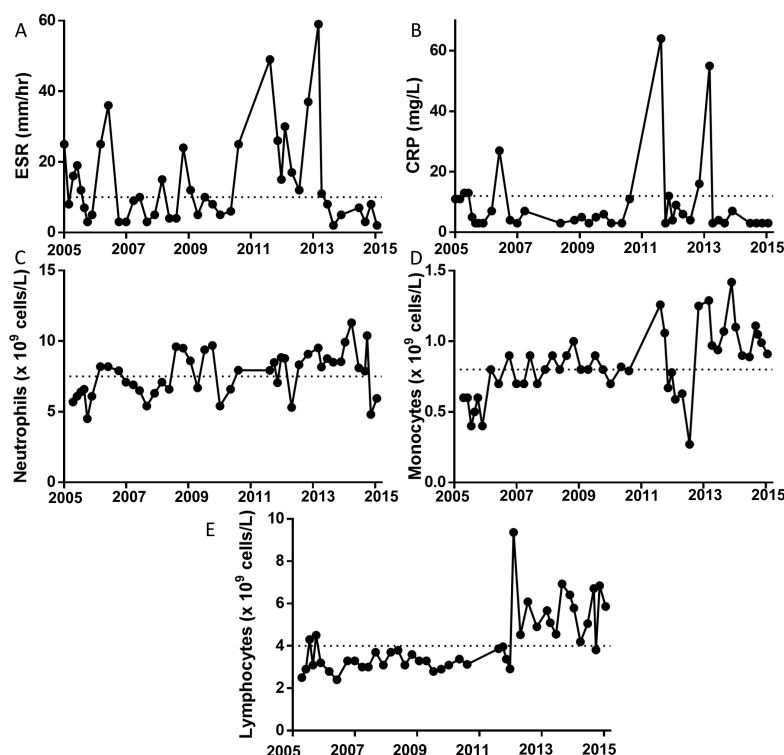 A
ESR (mm/hr)
60
40
20
0
2005 2007 2009 2011 2013 2015
B
CRP (mg/L)
60
40
20
0
2005 2007 2009 2011 2013 2015
C
Neutrophils (x 10⁹ cells/L)
15
10
5
0
2005 2007 2009 2011 2013 2015
D
Monocytes (x 10⁹ cells/L)
1.5
1.0
0.5
0.0
2005 2007 2009 2011 2013 2015
E
Lymphocytes (x 10⁹ cells/L)
10
8
6
4
2
0
2005 2007 2009 2011 2013 2015